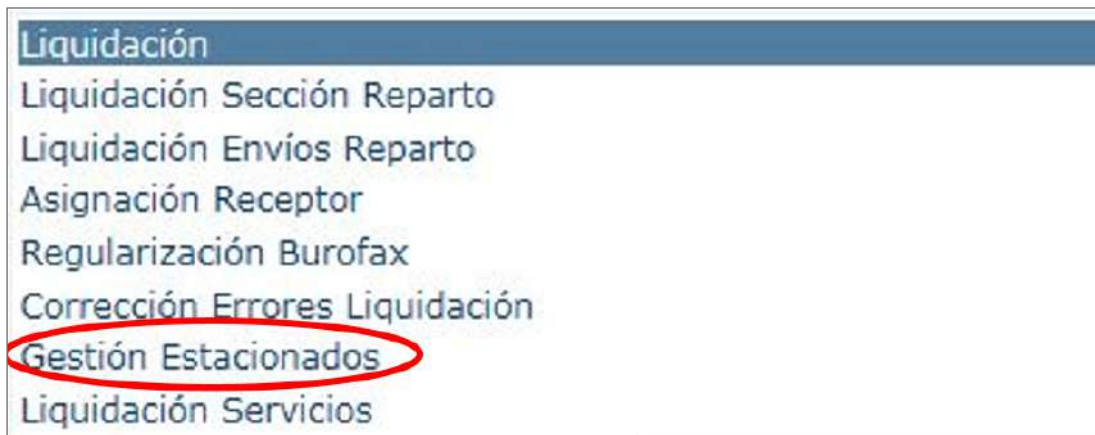 Liquidación
Liquidación Sección Reparto
Liquidación Envíos Reparto
Asignación Receptor
Regularización Burofax
Corrección Errores Liquidación
Gestión Estacionados
Liquidación Servicios